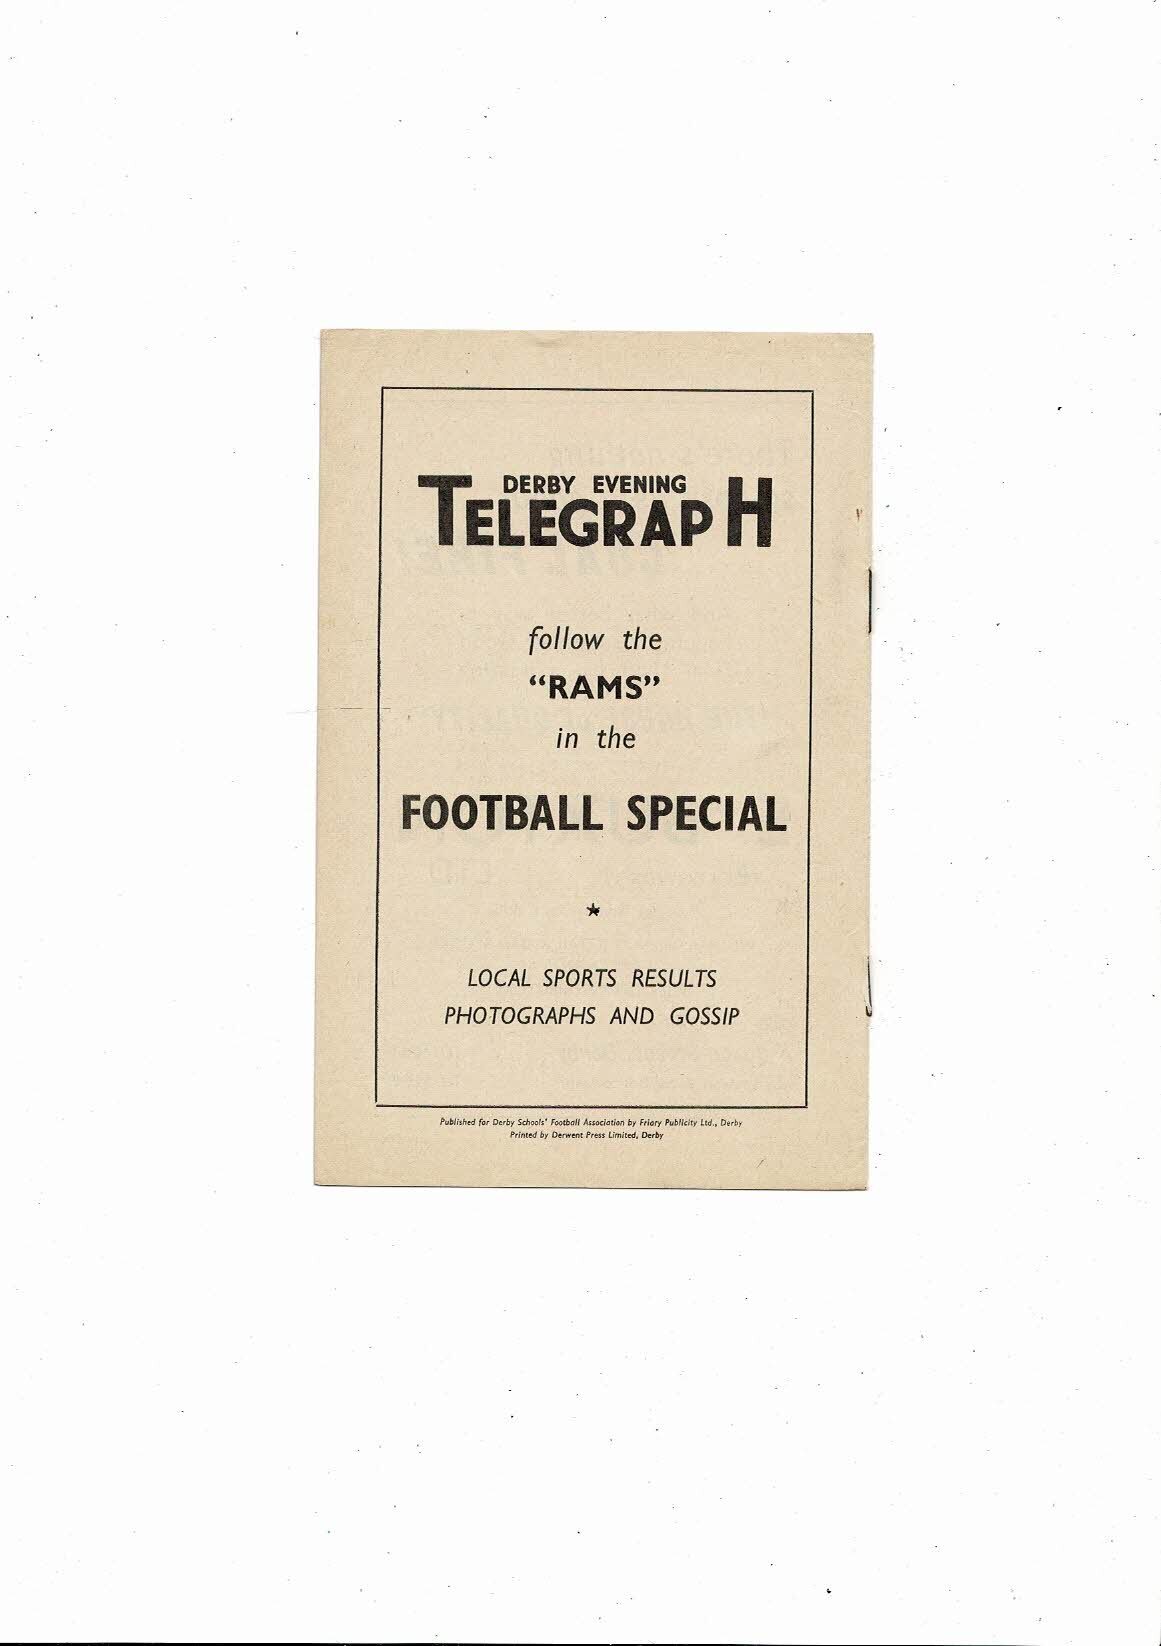 DERBY EVENING
TELEGRAPH
follow the
"RAMS"
in the
FOOTBALL SPECIAL
★
LOCAL SPORTS RESULTS
PHOTOGRAPHS AND GOSSIP
Published for Derby Schools' Football Association by Friary Publicity Ltd., Derby
Printed by Derwent Press Limited, Derby